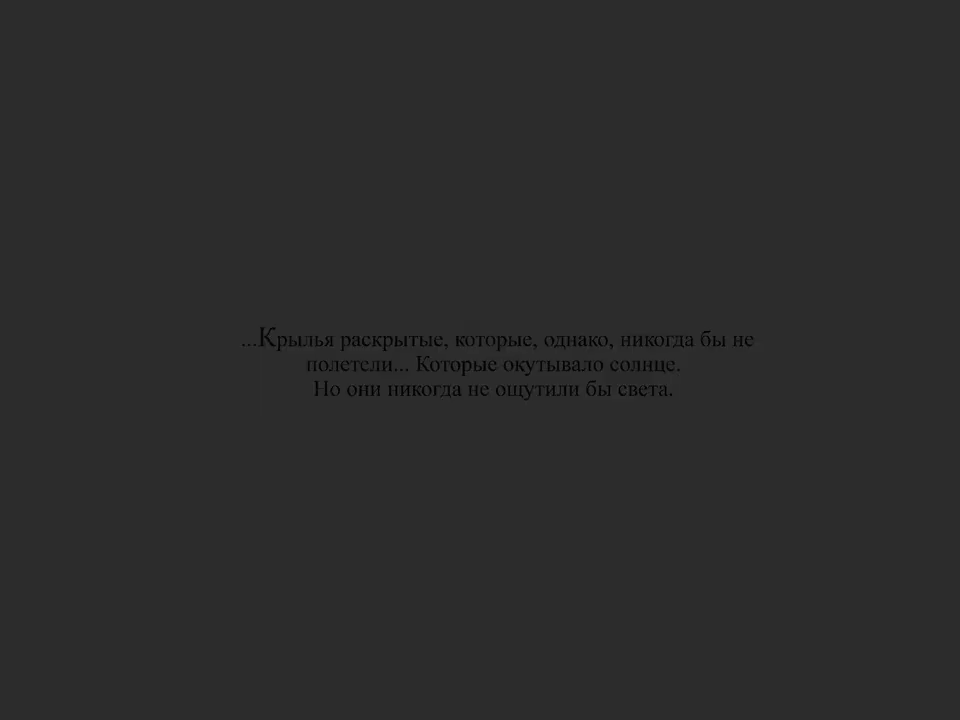 ...Крылья раскрытые, которые, однако, никогда бы не
полетели... Которые окутывало солнце.
Но они никогда не ощутили бы света.